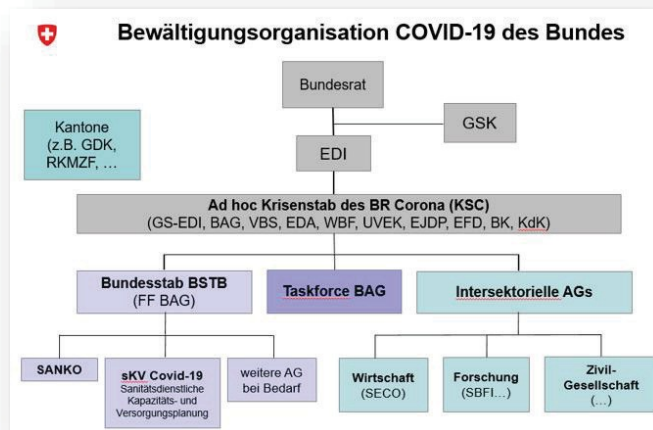 Bewältigungsorganisation COVID-19 des Bundes
Bundesrat
Kantone
(z.B. GDK,
RKMZF, …
GSK
EDI
Ad hoc Krisenstab des BR Corona (KSC)
(GS-EDI, BAG, VBS, EDA, WBF, UVEK, EJDP, EFD, BK, KdK)
Bundesstab BSTB
(FF BAG)
Taskforce BAG
Intersektorielle AGs
SANKO
sKV Covid-19
Sanitätsdienstliche
Kapazitäts- und
Versorgungsplanung
weitere AG
bei Bedarf
Wirtschaft
(SECO)
Forschung
(SBFI...)
Zivil-
Gesellschaft
(...)